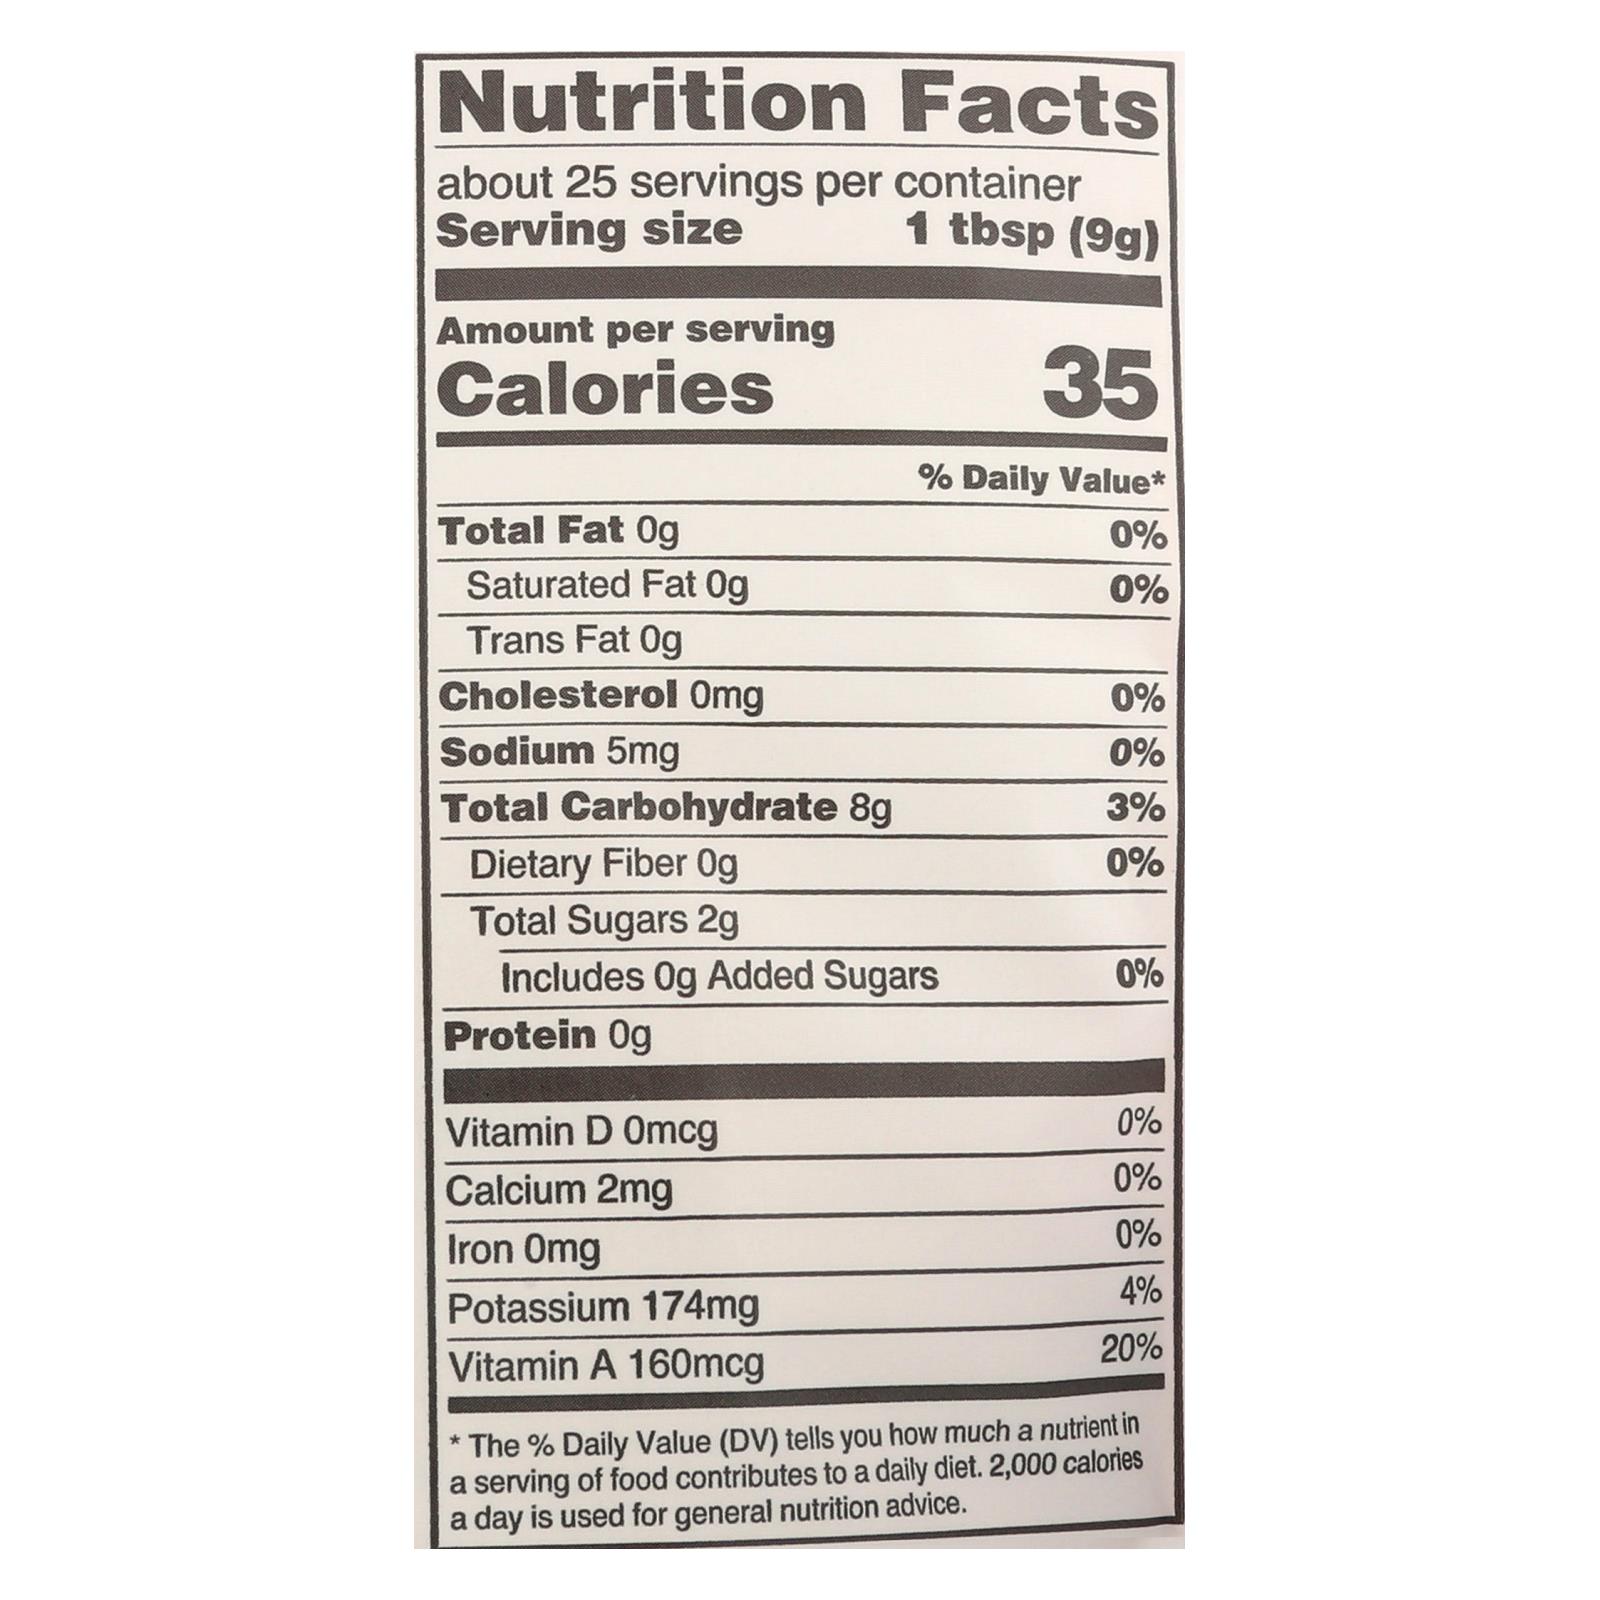 Nutrition Facts
about 25 servings per container
Serving size 1 tbsp (9g)
Amount per serving
Calories 35
% Daily Value*
Total Fat 0g 0%
Saturated Fat 0g 0%
Trans Fat 0g
Cholesterol 0mg 0%
Sodium 5mg 0%
Total Carbohydrate 8g 3%
Dietary Fiber 0g 0%
Total Sugars 2g
Includes 0g Added Sugars 0%
Protein 0g
Vitamin D 0mcg 0%
Calcium 2mg 0%
Iron 0mg 0%
Potassium 174mg 4%
Vitamin A 160mcg 20%
* The % Daily Value (DV) tells you how much a nutrient in
a serving of food contributes to a daily diet. 2,000 calories
a day is used for general nutrition advice.